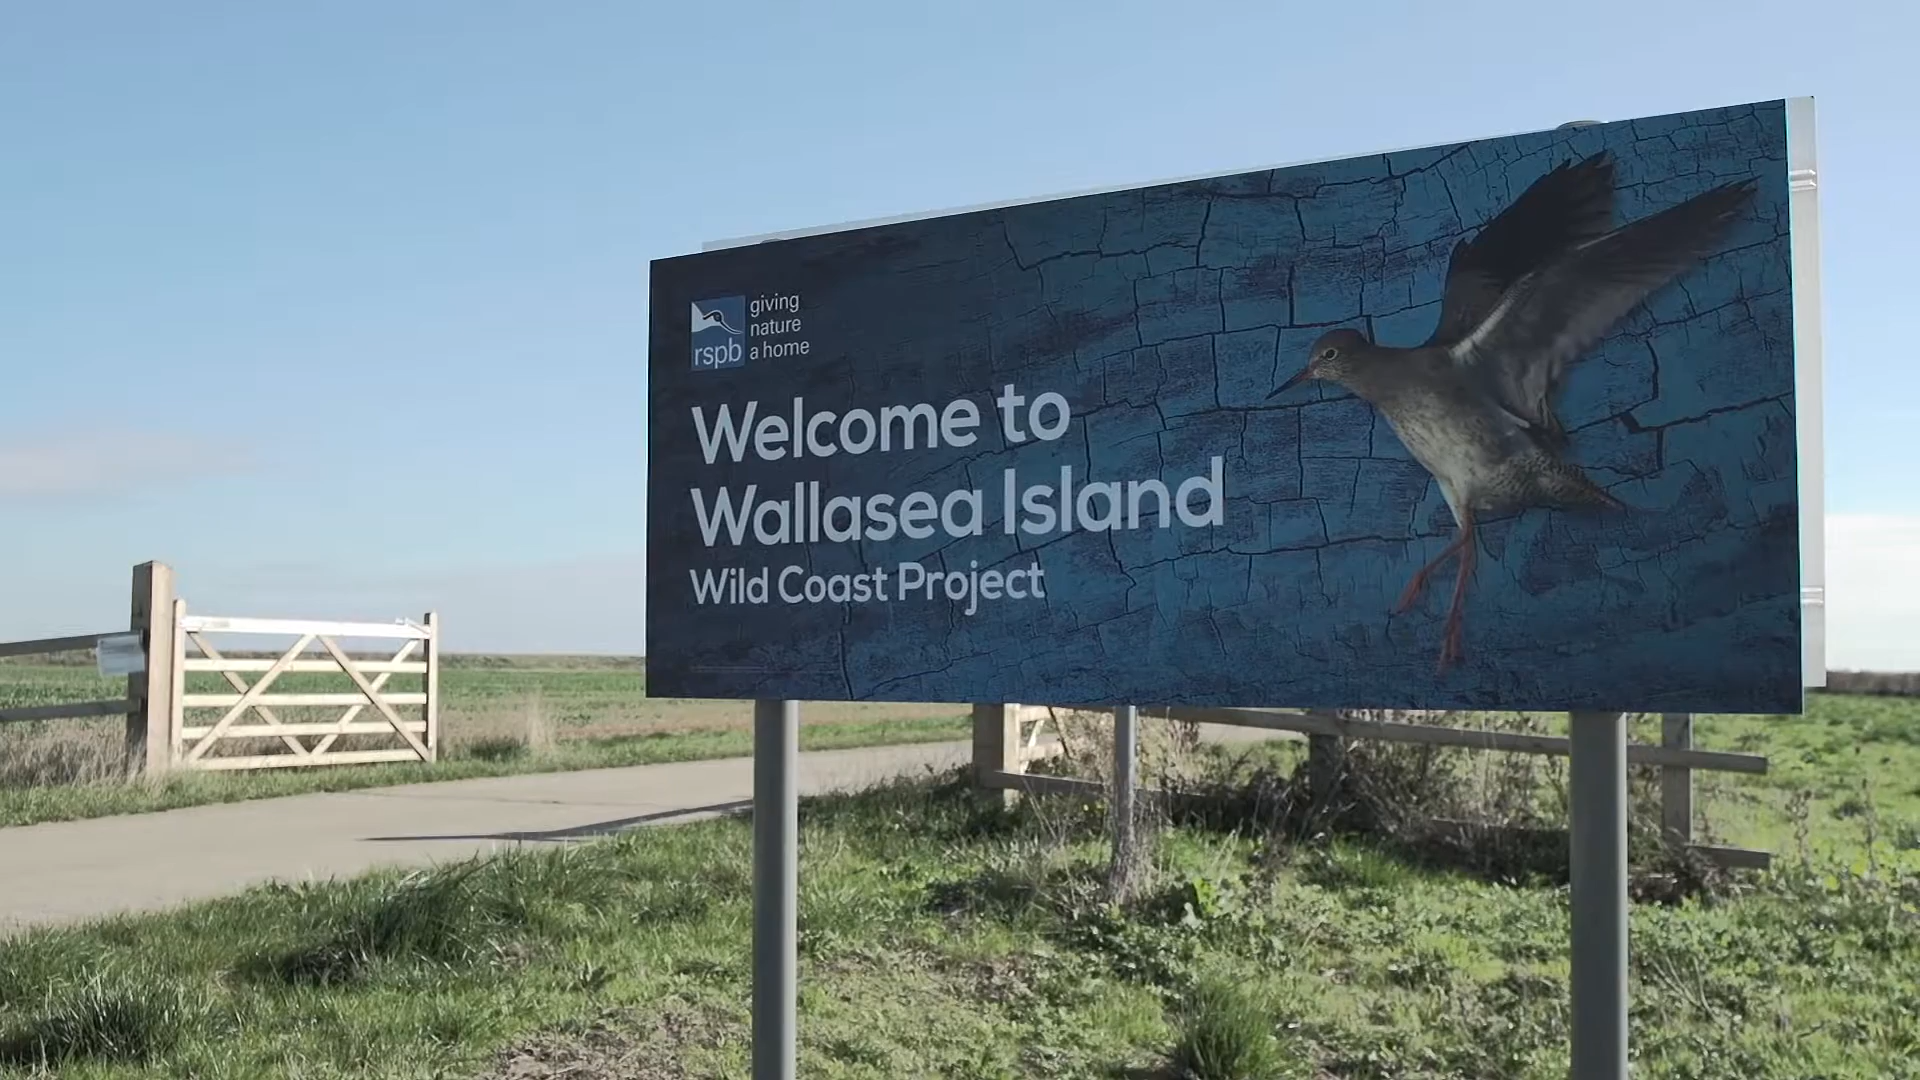 giving
nature
a home
rspb
Welcome to
Wallasea Island
Wild Coast Project